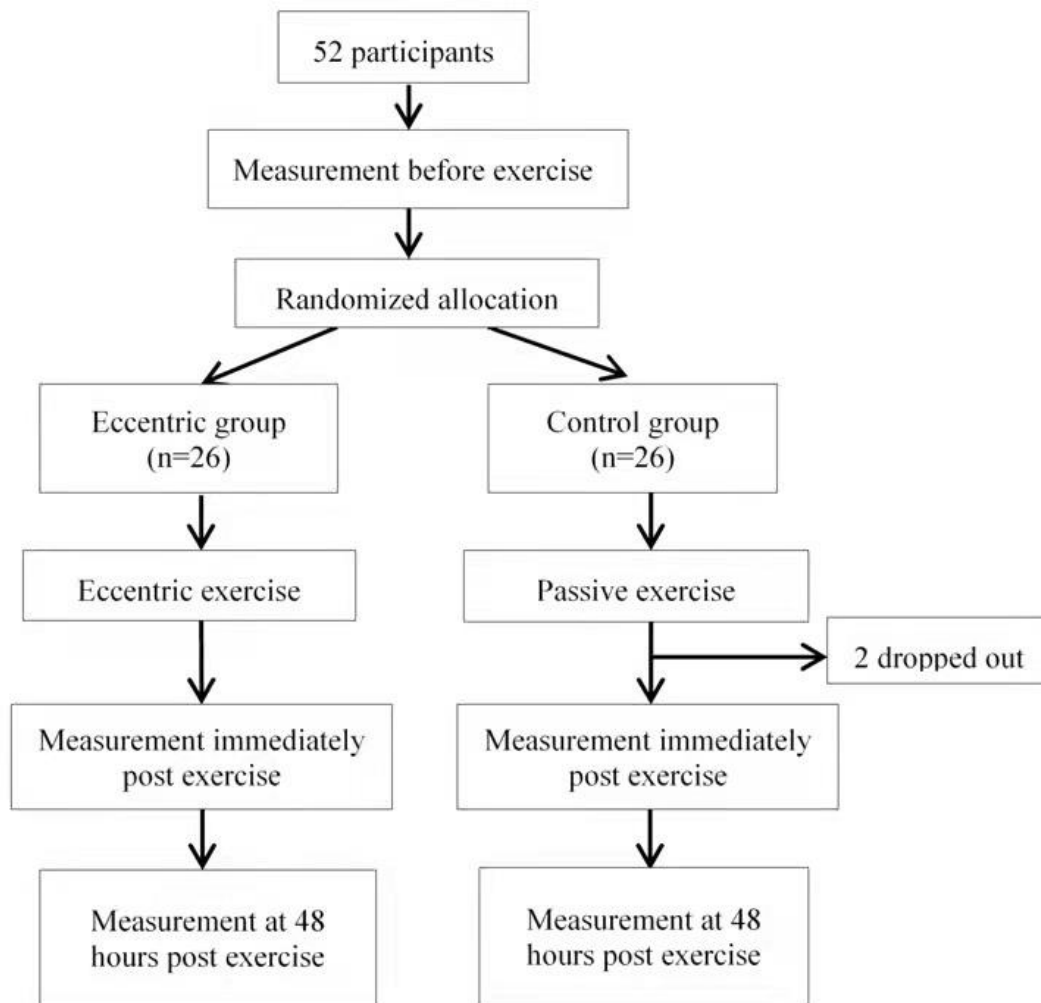 52 participants
Measurement before exercise
Randomized allocation
Eccentric group
(n=26)
Control group
(n=26)
Eccentric exercise
Passive exercise
2 dropped out
Measurement immediately
post exercise
Measurement immediately
post exercise
Measurement at 48
hours post exercise
Measurement at 48
hours post exercise